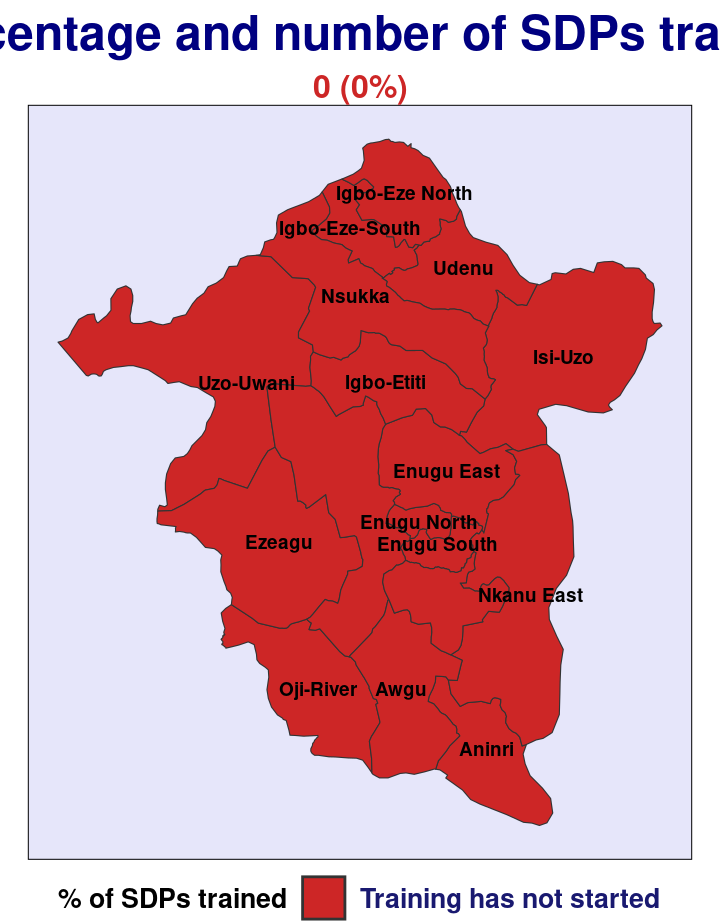 centage and number of SDPs tra
0 (0%)
Igbo-Eze North
Igbo-Eze-South
Udenu
Nsukka
Isi-Uzo
Uzo-Uwani
Igbo-Etiti
Enugu East
Enugu North
Ezeagu
Enugu South
Nkanu East
Oji-River
Awgu
Aninri
% of SDPs trained
Training has not started